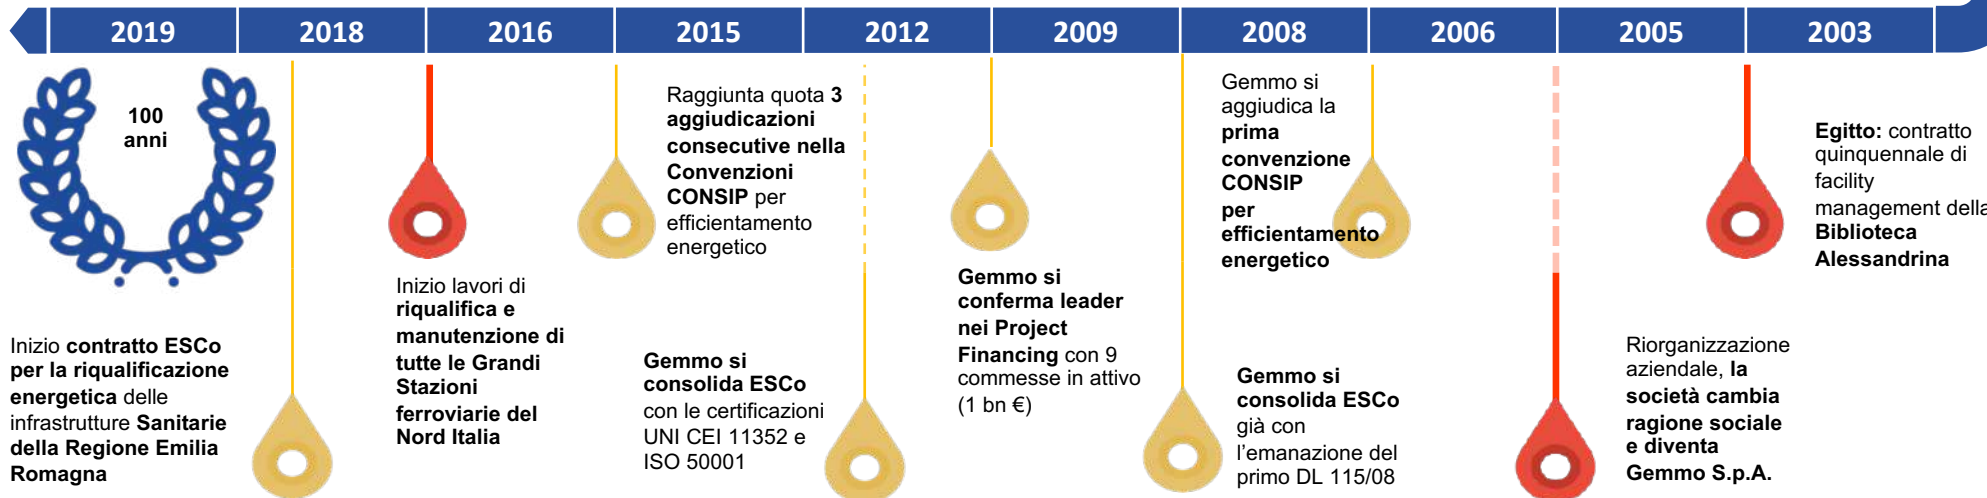 2019
2018
2016
2015
2012
2009
2008
2006
2005
2003
100
anni
Inizio contratto ESCo
per la riqualificazione
energetica delle
infrastrutture Sanitarie
della Regione Emilia
Romagna
Inizio lavori di
riqualifica e
manutenzione di
tutte le Grandi
Stazioni
ferroviarie del
Nord Italia
Raggiunta quota 3
aggiudicazioni
consecutive nella
Convenzioni
CONSIP per
efficientamento
energetico
Gemmo si
consolida ESCo
con le certificazioni
UNI CEI 11352 e
ISO 50001
Gemmo si
conferma leader
nei Project
Financing con 9
commesse in attivo
(1 bn €)
Gemmo si
aggiudica la
prima
convenzione
CONSIP
per
efficientamento
energetico
Gemmo si
consolida ESCo
già con
l'emanazione del
primo DL 115/08
Riorganizzazione
aziendale, la
società cambia
ragione sociale
e diventa
Gemmo S.p.A.
Egitto: contratto
quinquennale di
facility
management della
Biblioteca
Alessandrina